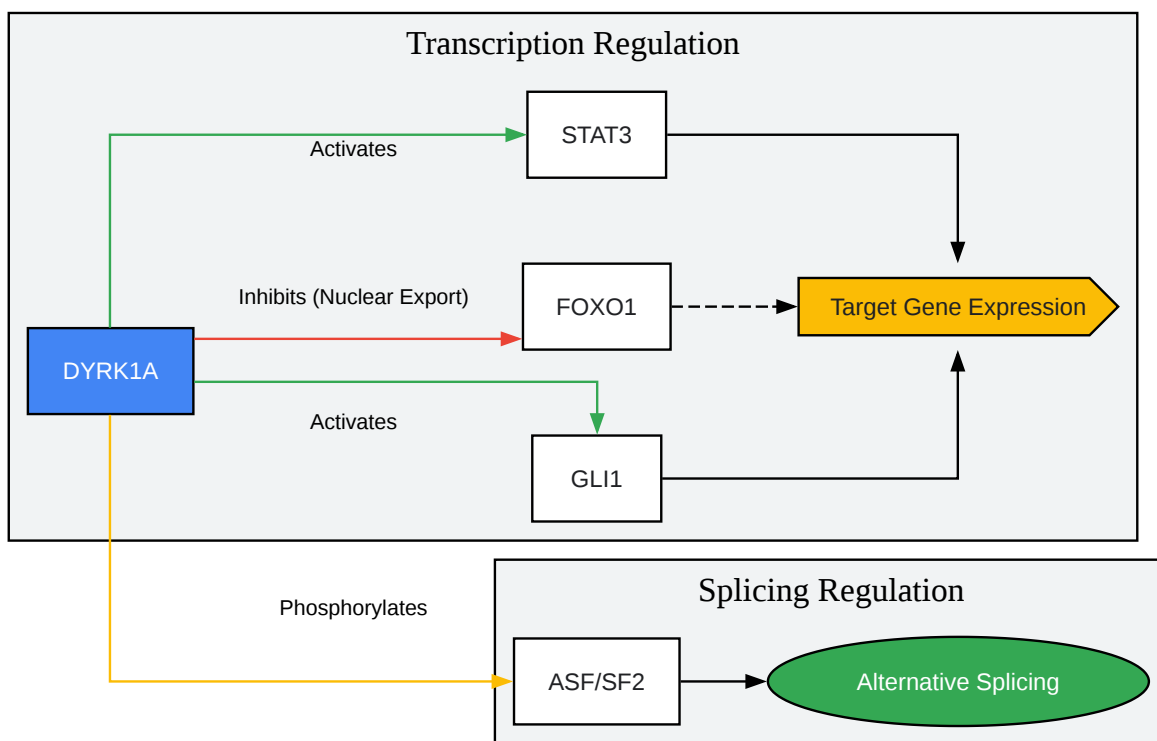 Transcription Regulation
STAT3
Activates
Inhibits (Nuclear Export)
FOXO1
Target Gene Expression
DYRK1A
Activates
GLI1
Splicing Regulation
Phosphorylates
ASF/SF2
Alternative Splicing